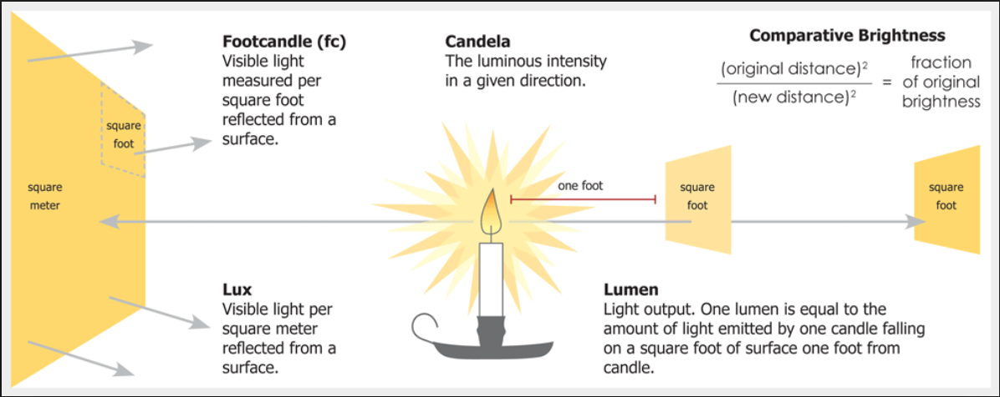 Footcandle (fc)
Visible light
measured per
square foot
reflected from a
surface.
Candela
The luminous intensity
in a given direction.
Comparative Brightness
(original distance)²
(new distance)²
=
fraction
of original
brightness
square
foot
square
meter
one foot
square
foot
square
foot
Lux
Visible light per
square meter
reflected from a
surface.
Lumen
Light output. One lumen is equal to the
amount of light emitted by one candle falling
on a square foot of surface one foot from
candle.